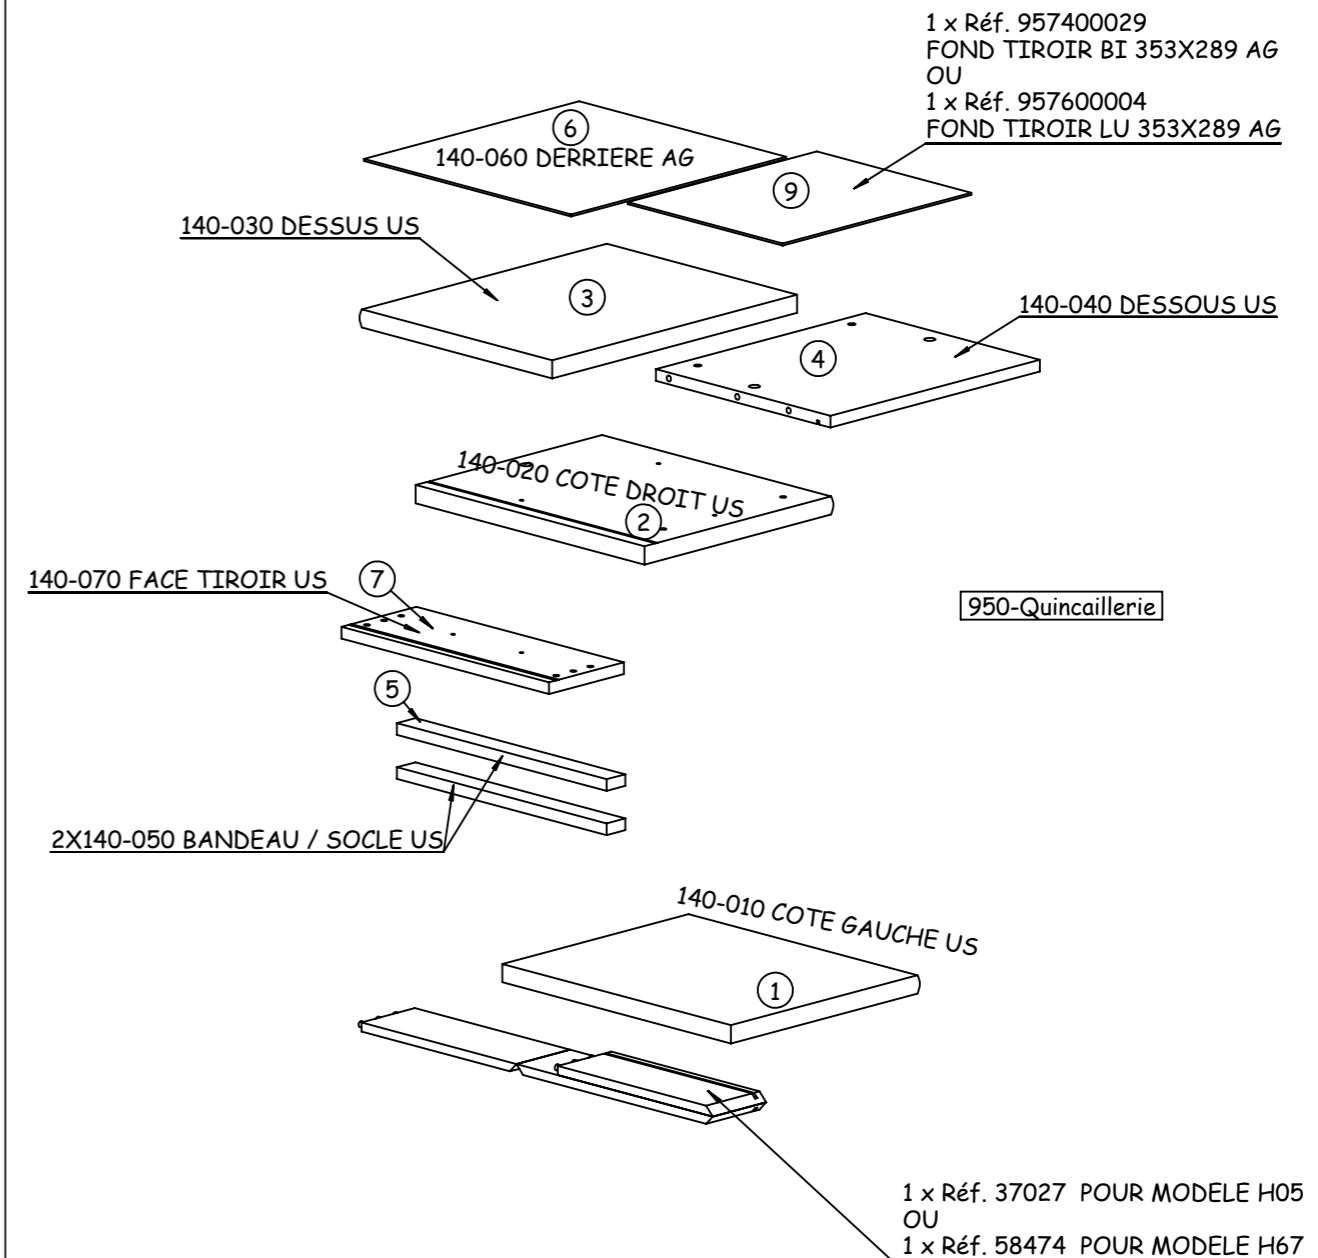 1 x Réf. 957400029
FOND TIROIR BI 353X289 AG
OU
1 x Réf. 957600004
FOND TIROIR LU 353X289 AG
6
140-060 DERRIERE AG
9
140-030 DESSUS US
3
140-040 DESSOUS US
4
140-020 COTE DROIT US
2
140-070 FACE TIROIR US
7
950-Quincaillerie
5
2X140-050 BANDEAU / SOCLE US
140-010 COTE GAUCHE US
1
1 x Réf. 37027 POUR MODELE H05
OU
1 x Réf. 58474 POUR MODELE H67